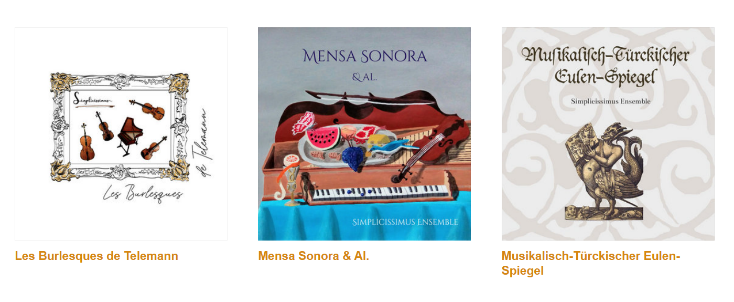 Simplicissimus
Les Burlesques
de Telemann
Les Burlesques de Telemann
MENSA SONORA
& AL.
SIMPLICISSIMUS ENSEMBLE
Mensa Sonora & Al.
Muſikaliſch-Türckiſcher
Eulen-Spiegel
Simplicissimus Ensemble
Musikalisch-Türckischer Eulen-
Spiegel